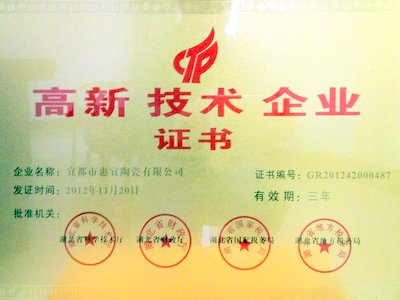 高新技术企业
证书
企业名称：宜都市惠宜陶瓷有限公司
证书编号：GR201242000487
发证时间：2012年11月20日
有效期：三年
批准机关：
湖北省科学技术厅 湖北省财政厅 湖北省国家税务局 湖北省地方税务局